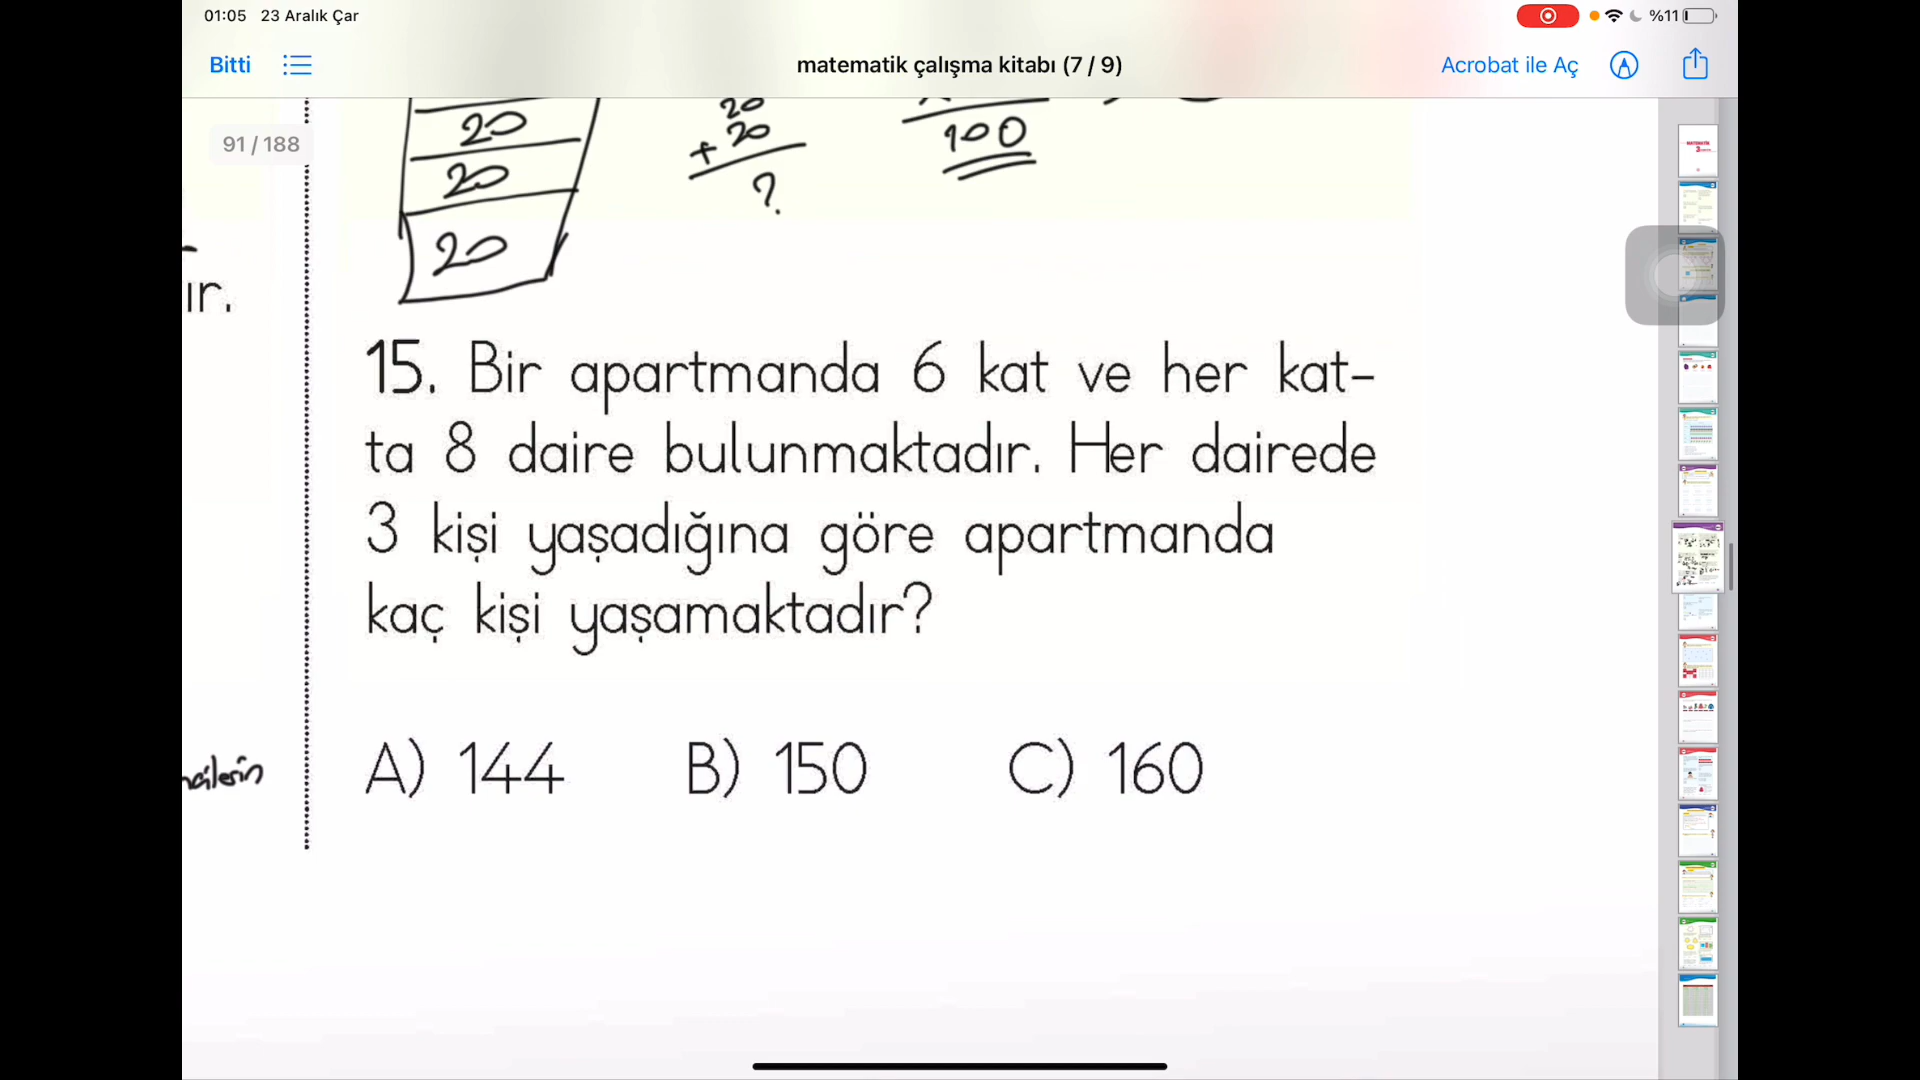 01:05 23 Aralık Çar
%11
Bitti
matematik çalışma kitabı (7 / 9)
Acrobat ile Aç
91 / 188
20
20
20
20
+ 20
?
100
ır.
15. Bir apartmanda 6 kat ve her kat-
ta 8 daire bulunmaktadır. Her dairede
3 kişi yaşadığına göre apartmanda
kaç kişi yaşamaktadır?
A) 144 B) 150 C) 160